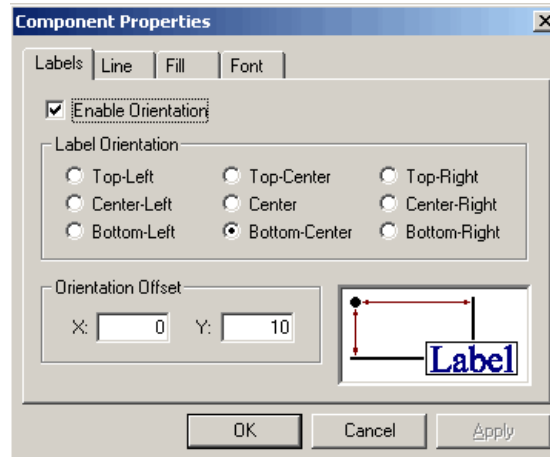 Component Properties
Labels Line Fill Font
Enable Orientation
Label Orientation
Top-Left Top-Center Top-Right
Center-Left Center Center-Right
Bottom-Left Bottom-Center Bottom-Right
Orientation Offset
X: 0 Y: 10
Label
OK Cancel Apply